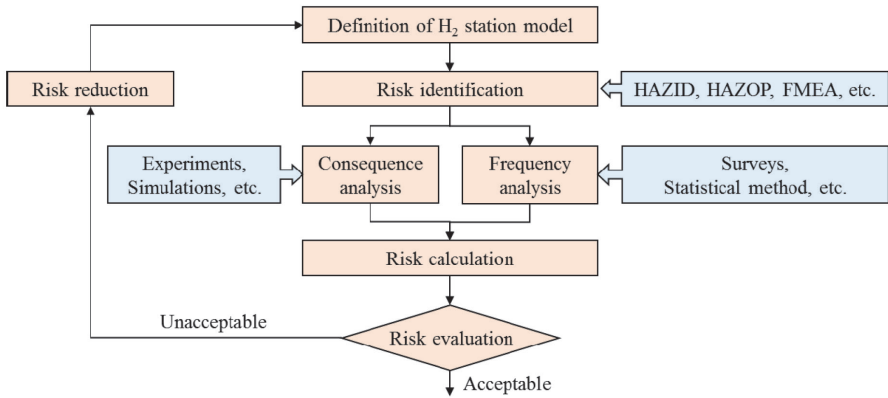 Definition of H₂ station model
Risk reduction
Risk identification
HAZID, HAZOP, FMEA, etc.
Experiments,
Simulations, etc.
Consequence
analysis
Frequency
analysis
Surveys,
Statistical method, etc.
Risk calculation
Unacceptable
Risk evaluation
Acceptable